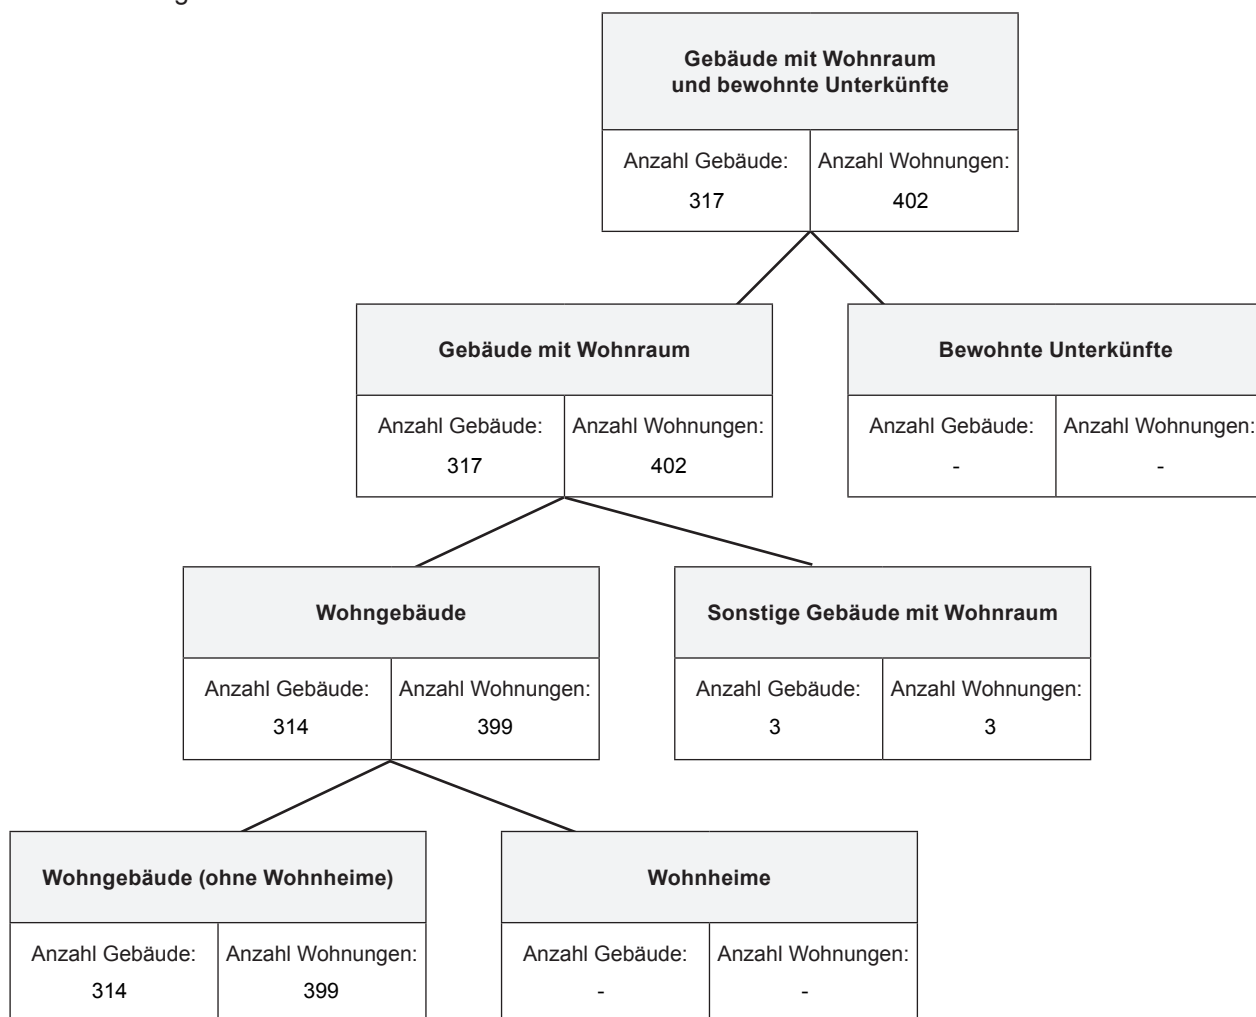 Gebäude mit Wohnraum
und bewohnte Unterkünfte
Anzahl Gebäude: Anzahl Wohnungen:
317 402
Gebäude mit Wohnraum
Anzahl Gebäude: Anzahl Wohnungen:
317 402
Bewohnte Unterkünfte
Anzahl Gebäude: Anzahl Wohnungen:
- -
Wohngebäude
Anzahl Gebäude: Anzahl Wohnungen:
314 399
Sonstige Gebäude mit Wohnraum
Anzahl Gebäude: Anzahl Wohnungen:
3 3
Wohngebäude (ohne Wohnheime)
Anzahl Gebäude: Anzahl Wohnungen:
314 399
Wohnheime
Anzahl Gebäude: Anzahl Wohnungen:
- -